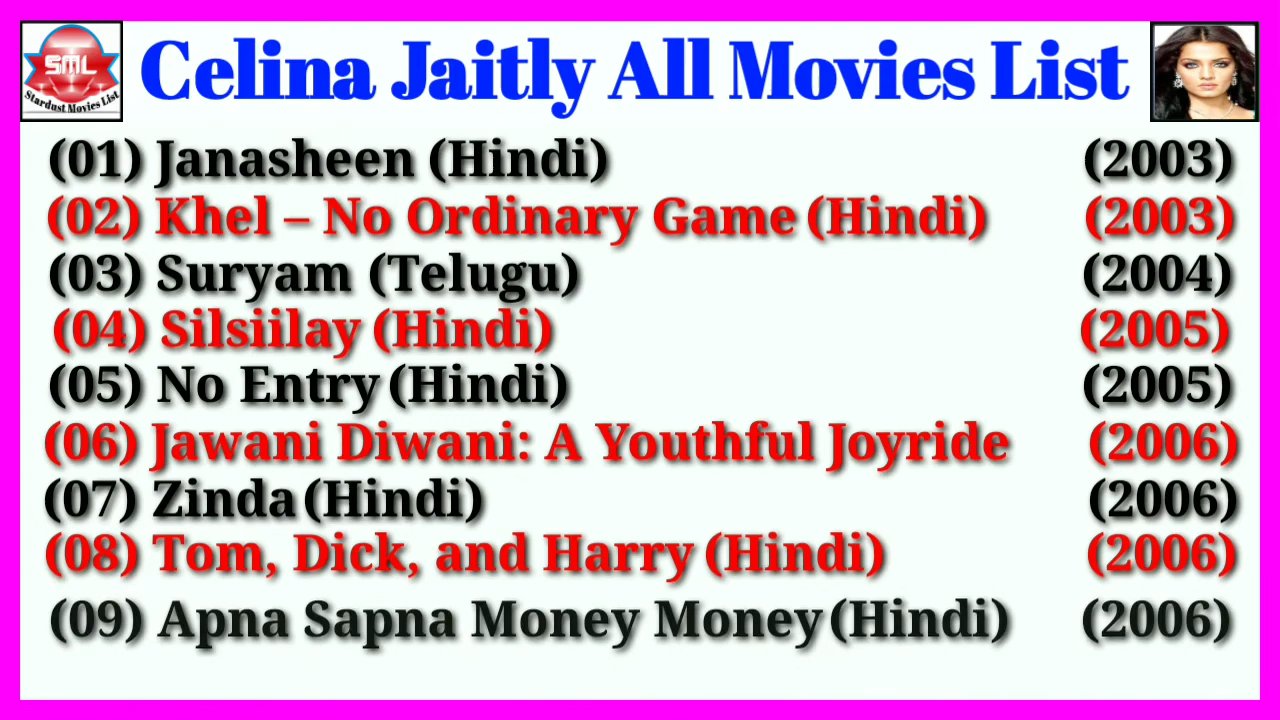 SML
Stardust Movies List
Celina Jaitly All Movies List
(01) Janasheen (Hindi) (2003)
(02) Khel – No Ordinary Game (Hindi) (2003)
(03) Suryam (Telugu) (2004)
(04) Silsiilay (Hindi) (2005)
(05) No Entry (Hindi) (2005)
(06) Jawani Diwani: A Youthful Joyride (2006)
(07) Zinda (Hindi) (2006)
(08) Tom, Dick, and Harry (Hindi) (2006)
(09) Apna Sapna Money Money (Hindi) (2006)